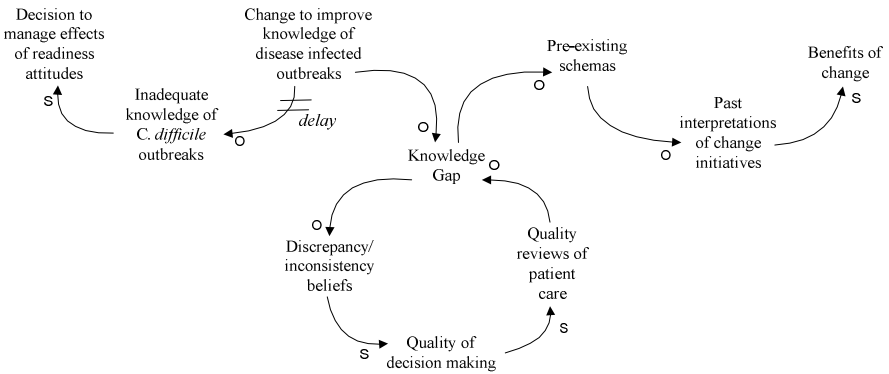 Decision to
manage effects
of readiness
attitudes
S
Inadequate
knowledge of
C. difficile
outbreaks
Change to improve
knowledge of
disease infected
outbreaks
delay
O
O
Knowledge
Gap
O
O
Pre-existing
schemas
O
Past
interpretations
of change
initiatives
Benefits of
change
S
O
Discrepancy/
inconsistency
beliefs
S
Quality of
decision making
S
Quality
reviews of
patient
care